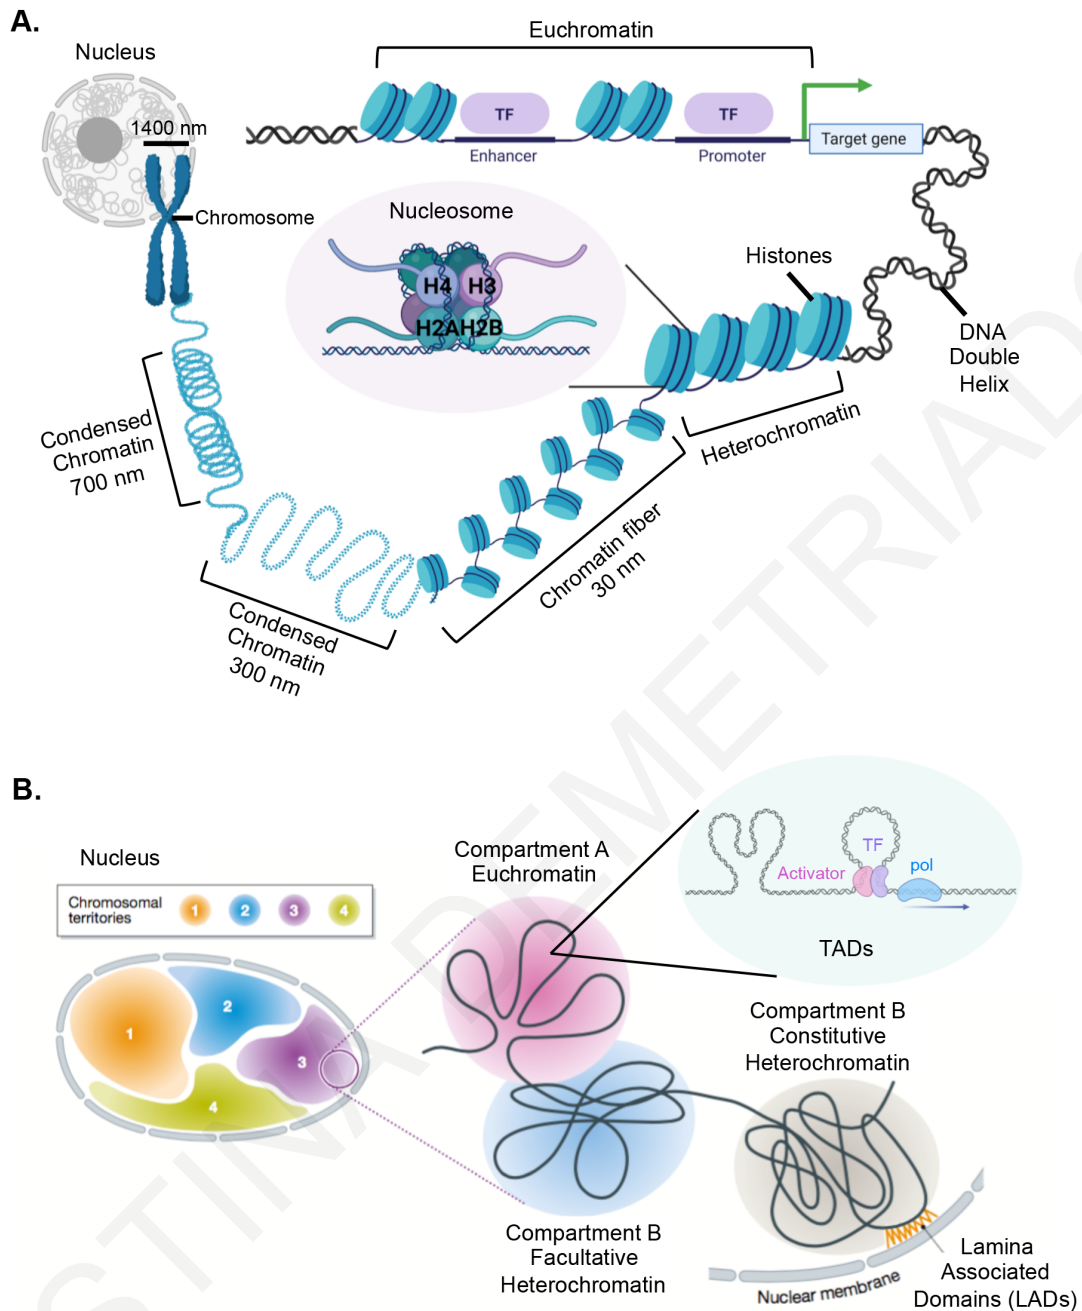 A.
Nucleus
Euchromatin
1400 nm
TF
TF
Enhancer
Promoter
Target gene
Chromosome
Nucleosome
H4
H3
H2A
H2B
Histones
DNA
Double
Helix
Heterochromatin
Chromatin fiber
30 nm
Condensed
Chromatin
700 nm
Condensed
Chromatin
300 nm
B.
Nucleus
Chromosomal
territories
1
2
3
4
1
2
3
4
Compartment A
Euchromatin
Activator
TF
pol
TADs
Compartment B
Constitutive
Heterochromatin
Compartment B
Facultative
Heterochromatin
Nuclear membrane
Lamina
Associated
Domains (LADs)